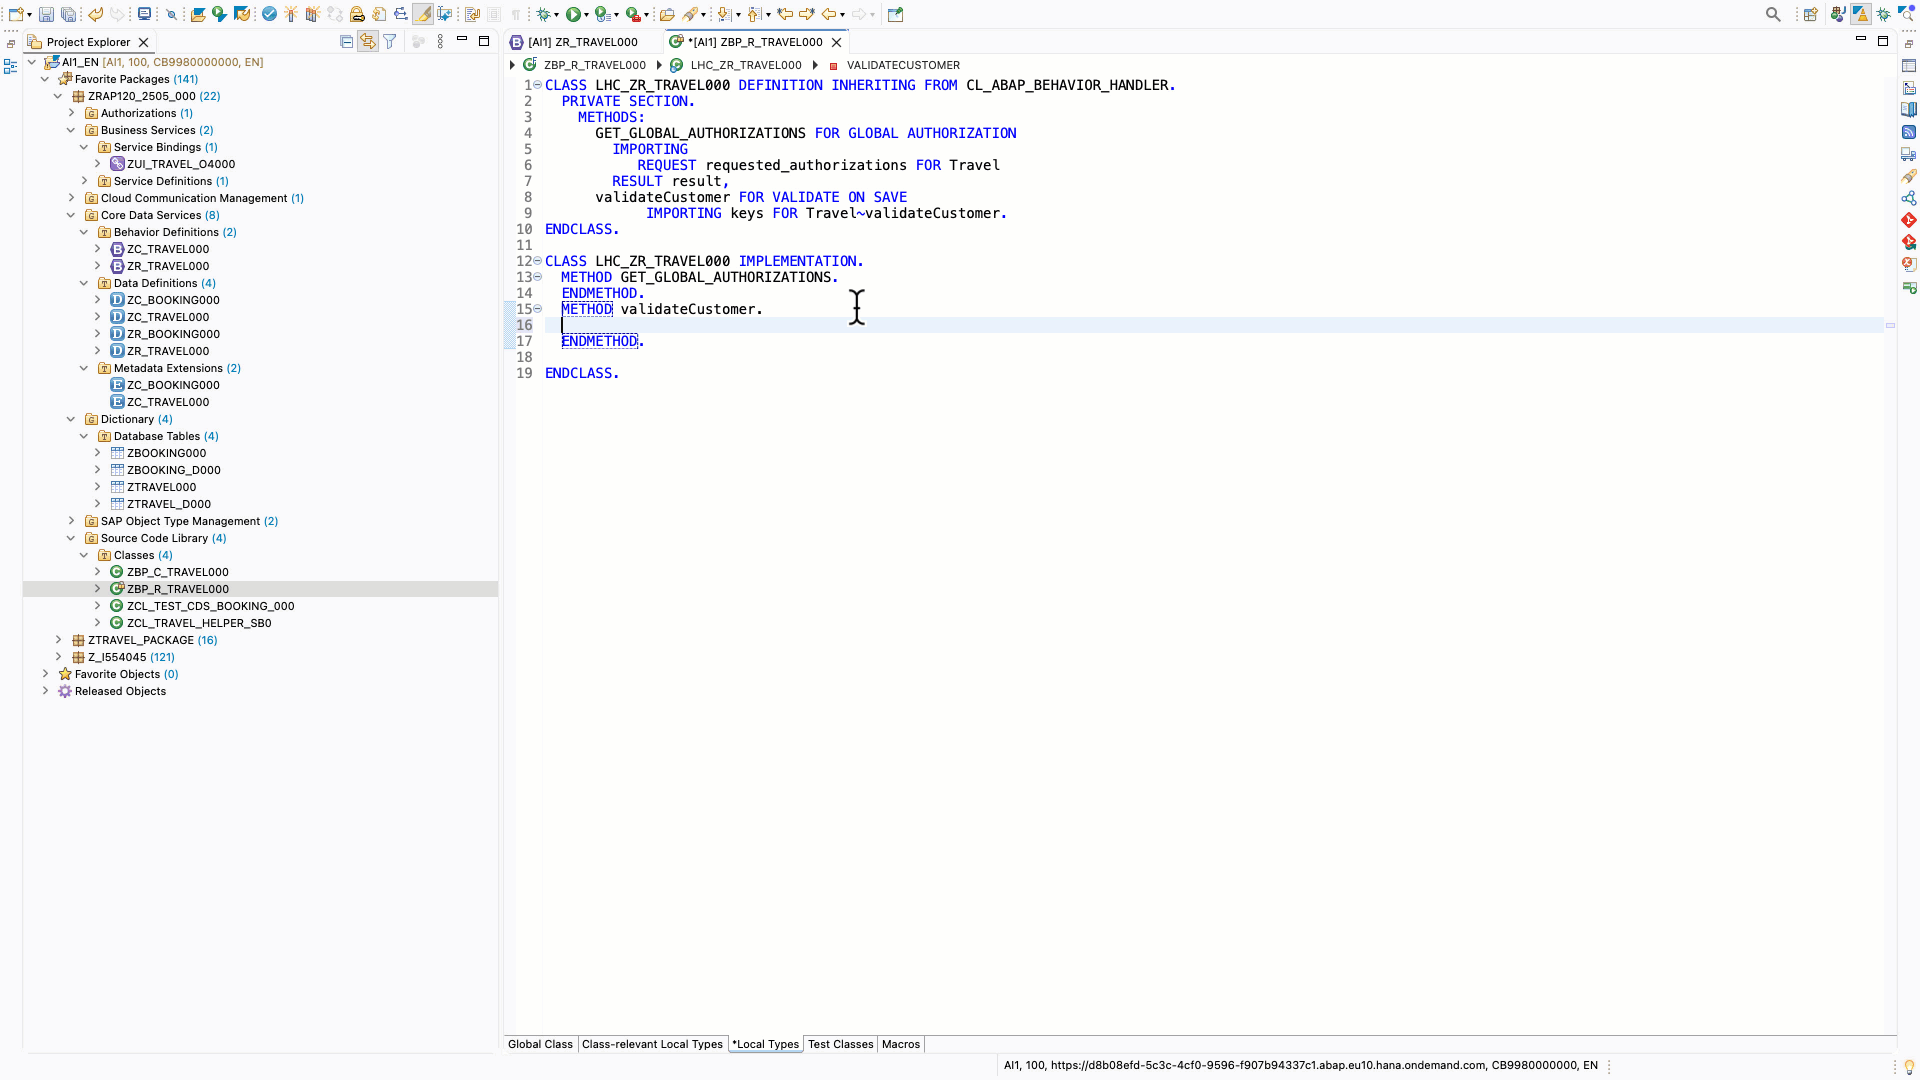 Project Explorer
AI1_EN [AI1, 100, CB9980000000, EN]
Favorite Packages (141)
ZRAP120_2505_000 (22)
Authorizations (1)
Business Services (2)
Service Bindings (1)
ZUI_TRAVEL_O4000
Service Definitions (1)
Cloud Communication Management (1)
Core Data Services (8)
Behavior Definitions (2)
ZC_TRAVEL000
ZR_TRAVEL000
Data Definitions (4)
ZC_BOOKING000
ZC_TRAVEL000
ZR_BOOKING000
ZR_TRAVEL000
Metadata Extensions (2)
ZC_BOOKING000
ZC_TRAVEL000
Dictionary (4)
Database Tables (4)
ZBOOKING000
ZBOOKING_D000
ZTRAVEL000
ZTRAVEL_D000
SAP Object Type Management (2)
Source Code Library (4)
Classes (4)
ZBP_C_TRAVEL000
ZBP_R_TRAVEL000
ZCL_TEST_CDS_BOOKING_000
ZCL_TRAVEL_HELPER_SB0
ZTRAVEL_PACKAGE (16)
Z_I554045 (121)
Favorite Objects (0)
Released Objects
[AI1] ZR_TRAVEL000
*[AI1] ZBP_R_TRAVEL000
ZBP_R_TRAVEL000
LHC_ZR_TRAVEL000
VALIDATECUSTOMER
1 CLASS LHC_ZR_TRAVEL000 DEFINITION INHERITING FROM CL_ABAP_BEHAVIOR_HANDLER.
2 PRIVATE SECTION.
3 METHODS:
4 GET_GLOBAL_AUTHORIZATIONS FOR GLOBAL AUTHORIZATION
5 IMPORTING
6 REQUEST requested_authorizations FOR Travel
7 RESULT result,
8 validateCustomer FOR VALIDATE ON SAVE
9 IMPORTING keys FOR Travel~validateCustomer.
10 ENDCLASS.
11
12 CLASS LHC_ZR_TRAVEL000 IMPLEMENTATION.
13 METHOD GET_GLOBAL_AUTHORIZATIONS.
14 ENDMETHOD.
15 METHOD validateCustomer.
16
17 ENDMETHOD.
18
19 ENDCLASS.
Global Class
Class-relevant Local Types
*Local Types
Test Classes
Macros
AI1, 100, https://d8b08efd-5c3c-4cf0-9596-f907b94337c1.abap.eu10.hana.ondemand.com, CB9980000000, EN